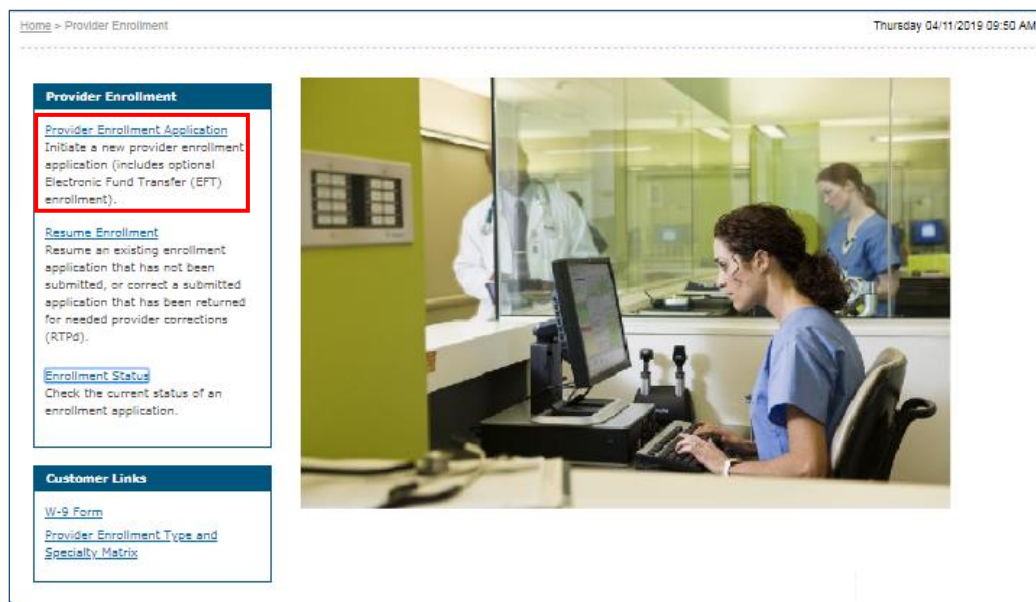 Home > Provider Enrollment
Thursday 04/11/2019 09:50 AM
Provider Enrollment
Provider Enrollment Application
Initiate a new provider enrollment
application (includes optional
Electronic Fund Transfer (EFT)
enrollment).
Resume Enrollment
Resume an existing enrollment
application that has not been
submitted, or correct a submitted
application that has been returned
for needed provider corrections
(RTPd).
Enrollment Status
Check the current status of an
enrollment application.
Customer Links
W-9 Form
Provider Enrollment Type and
Specialty Matrix